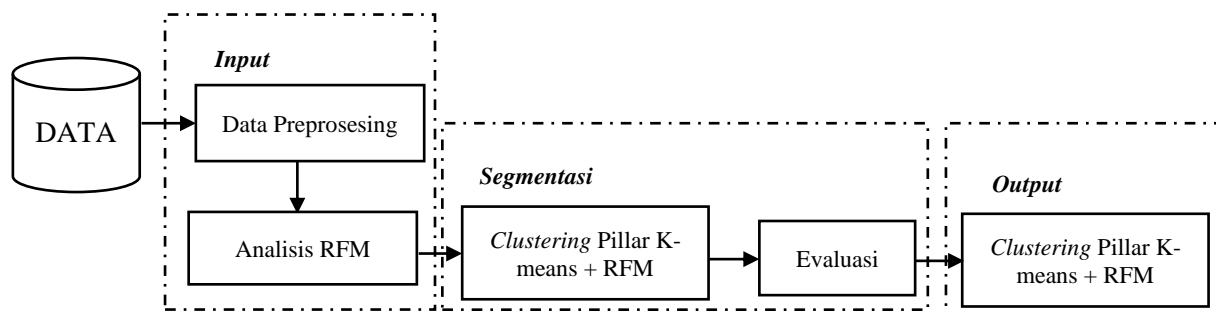 Input
DATA
Data Preprosesing
Segmentasi
Output
Analisis RFM
Clustering Pillar K-
means + RFM
Evaluasi
Clustering Pillar K-
means + RFM